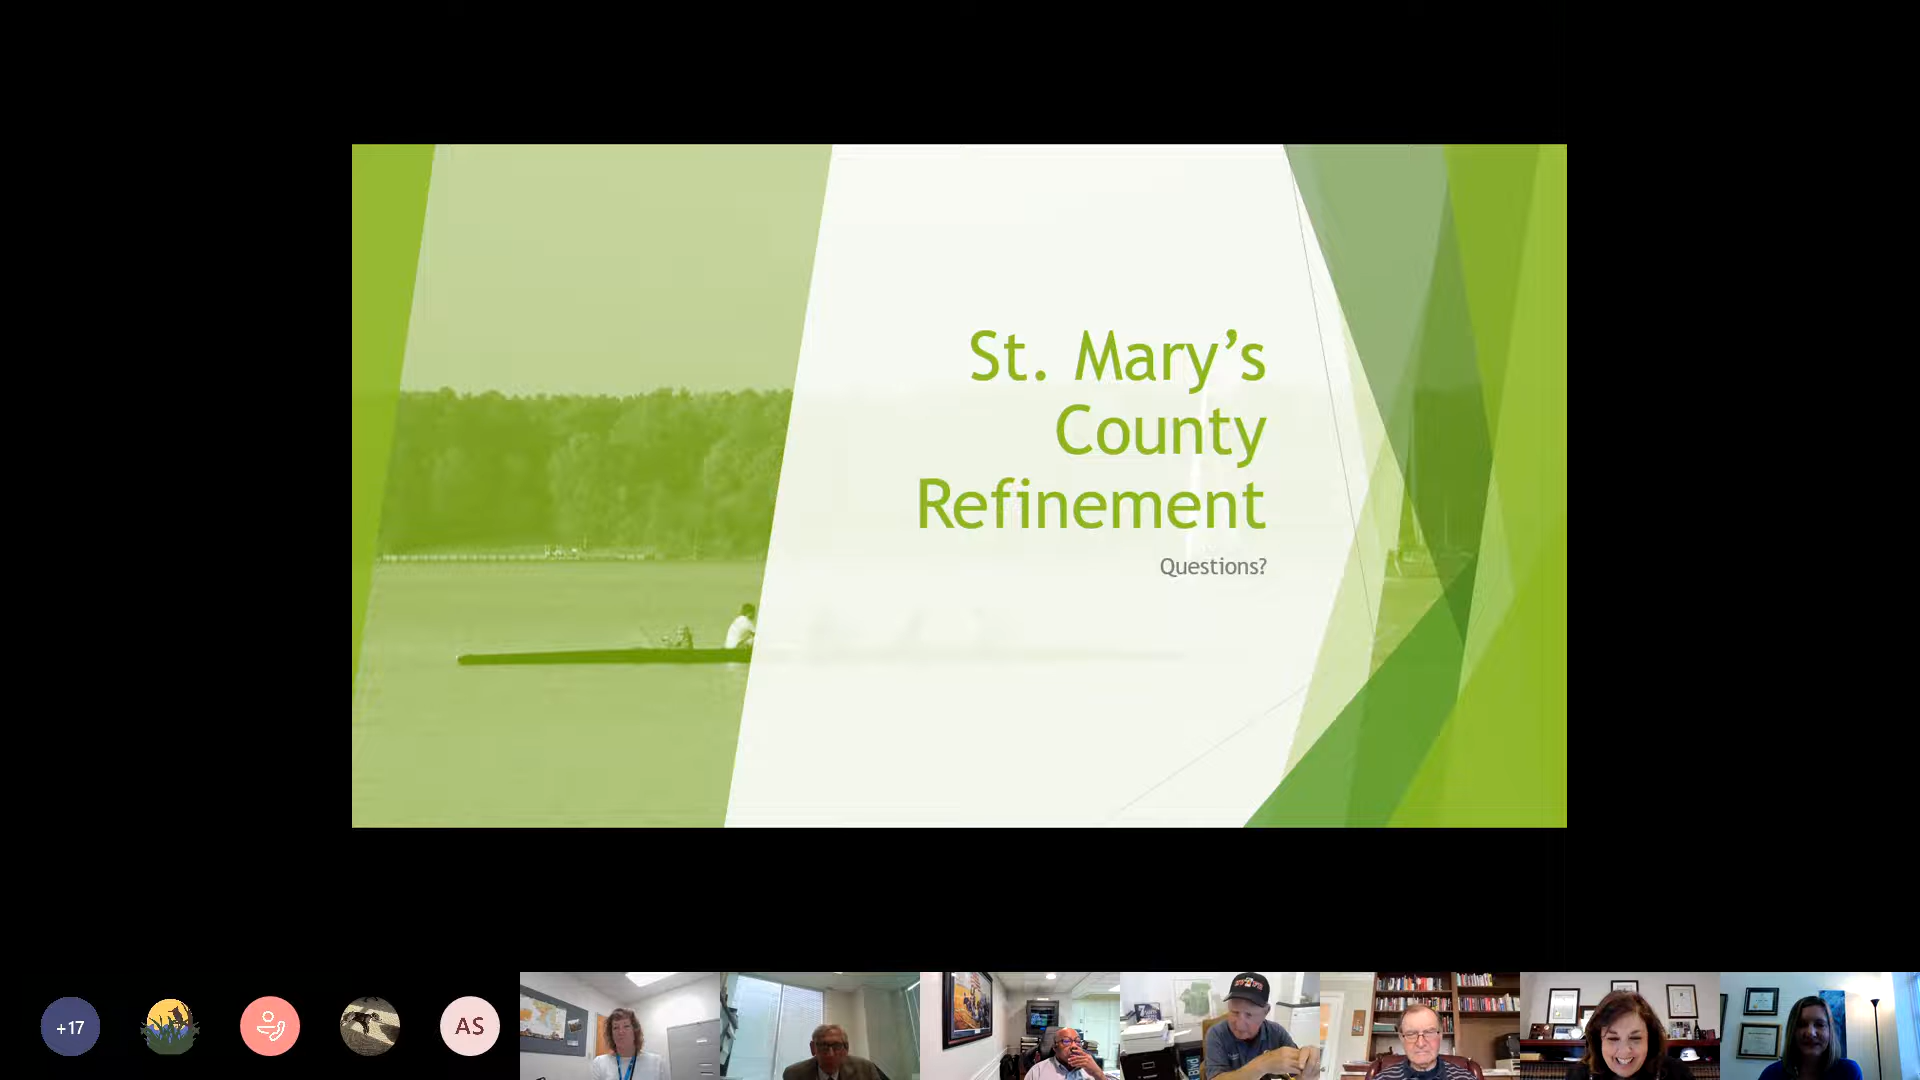 St. Mary’s
County
Refinement
Questions?
+17
AS